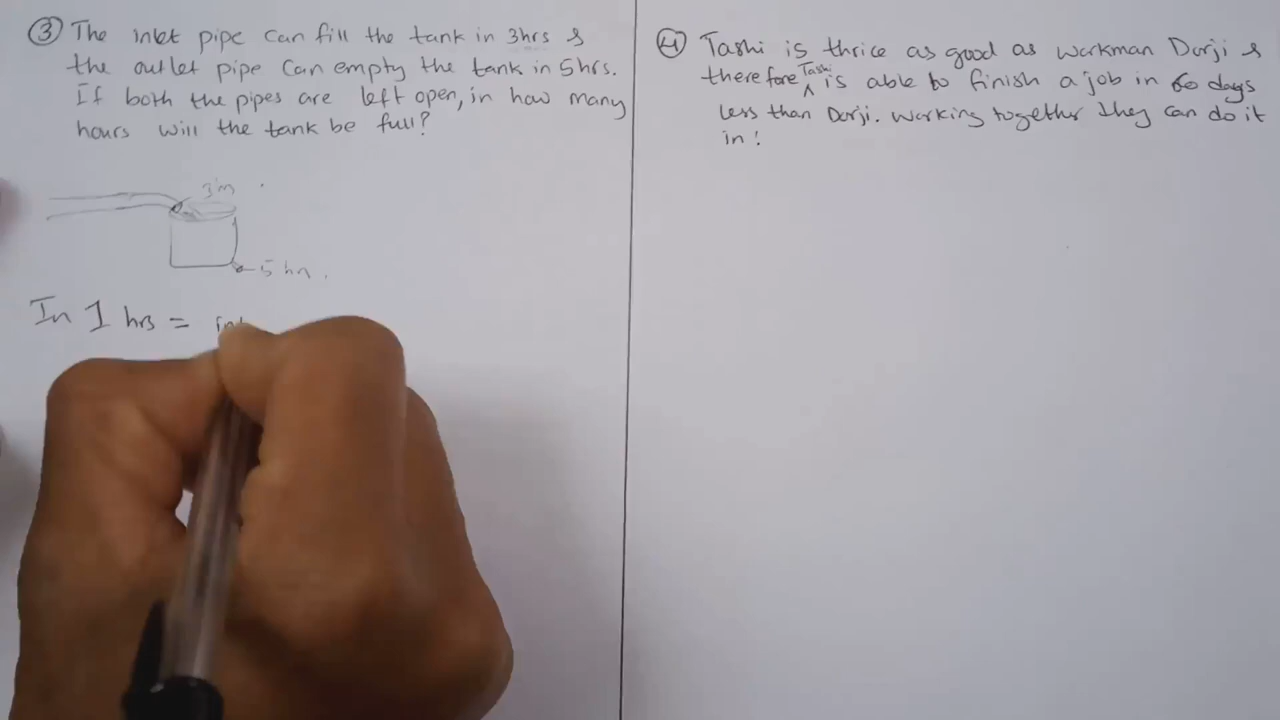 ③ The inlet pipe can fill the tank in 3hrs &
the outlet pipe can empty the tank in 5hrs.
If both the pipes are left open, in how many
hours will the tank be full?
5 hr
In 1 hrs =
④ Tashi is thrice as good as workman Dorji &
therefore Tashi is able to finish a job in 60 days
less than Dorji. working together they can do it
in: